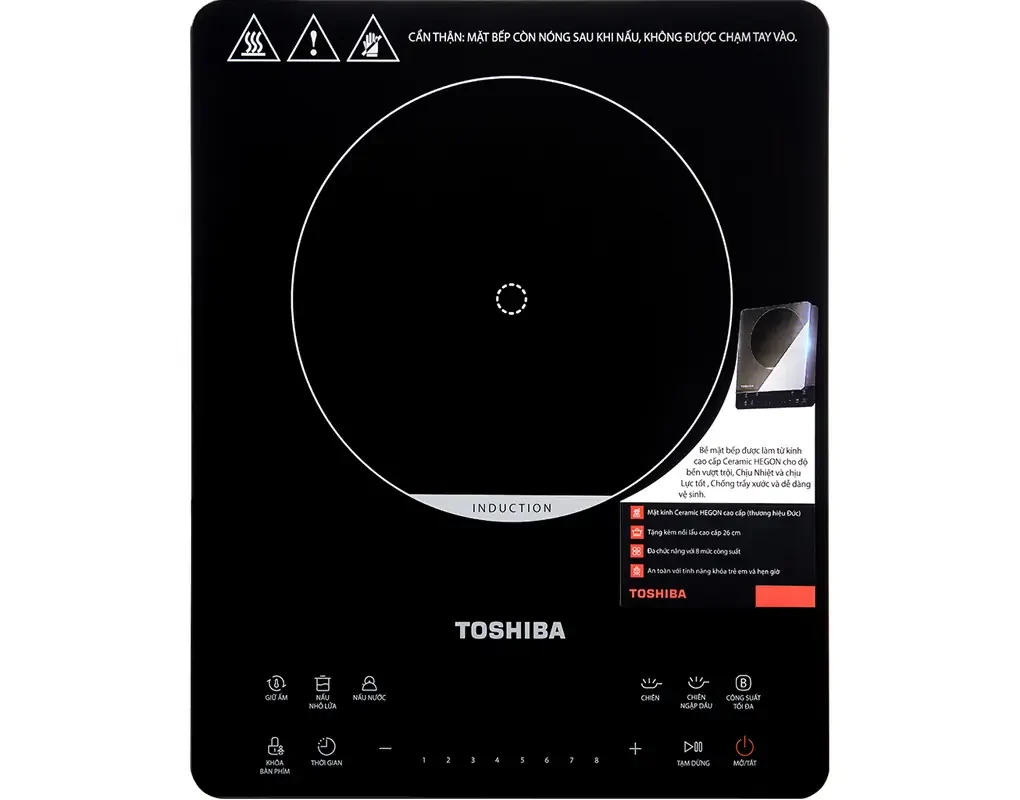 CẨN THẬN: MẶT BẾP CÒN NÓNG SAU KHI NẤU, KHÔNG ĐƯỢC CHẠM TAY VÀO.
Bề mặt bếp được làm từ kính
cao cấp Ceramic HEGON cho độ
bền vượt trội, Chịu Nhiệt và chịu
Lực tốt , Chống trầy xước và dễ dàng
vệ sinh.
INDUCTION
Mặt kính Ceramic HEGON cao cấp (thương hiệu Đức)
Tặng kèm nồi lẩu cao cấp 26 cm
Đa chức năng với 8 mức công suất
An toàn với tính năng khóa trẻ em và hẹn giờ
TOSHIBA
TOSHIBA
GIỮ ẤM
NẤU
NHỎ LỬA
NẤU NƯỚC
CHIÊN
CHIÊN
NGẬP DẦU
B
CÔNG SUẤT
TỐI ĐA
KHÓA
BÀN PHÍM
THỜI GIAN
— 1 2 3 4 5 6 7 8 +
TẠM DỪNG
MỞ/TẮT